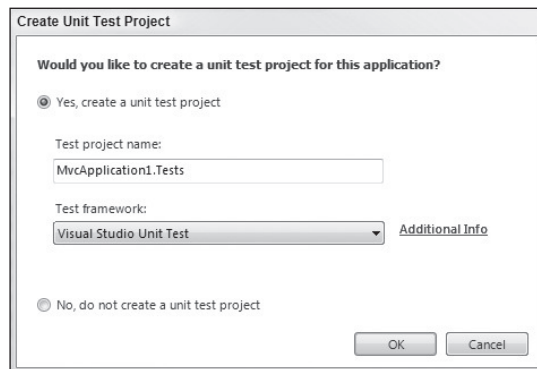 Create Unit Test Project
Would you like to create a unit test project for this application?
Yes, create a unit test project
Test project name:
MvcApplication1.Tests
Test framework:
Visual Studio Unit Test
Additional Info
No, do not create a unit test project
OK
Cancel